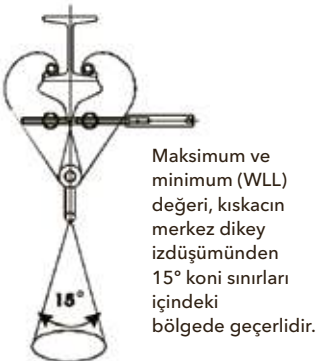 Maksimum ve
minimum (WLL)
değeri, kıskacın
merkez dikey
izdüşümünden
15° koni sınırları
içindeki
bölgede geçerlidir.
15°